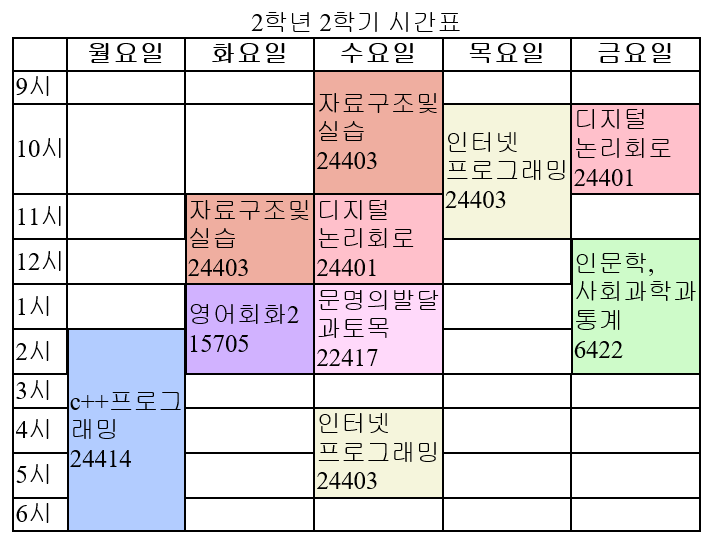 2학년 2학기 시간표
월요일 화요일 수요일 목요일 금요일
9시
자료구조및
실습
24403
10시
인터넷
프로그래밍
24403
디지털
논리회로
24401
11시
자료구조및
실습
24403
디지털
논리회로
24401
12시
인문학,
사회과학과
통계
6422
1시
영어회화2
15705
문명의발달
과토목
22417
2시
c++프로그
래밍
24414
3시
4시
인터넷
프로그래밍
24403
5시
6시